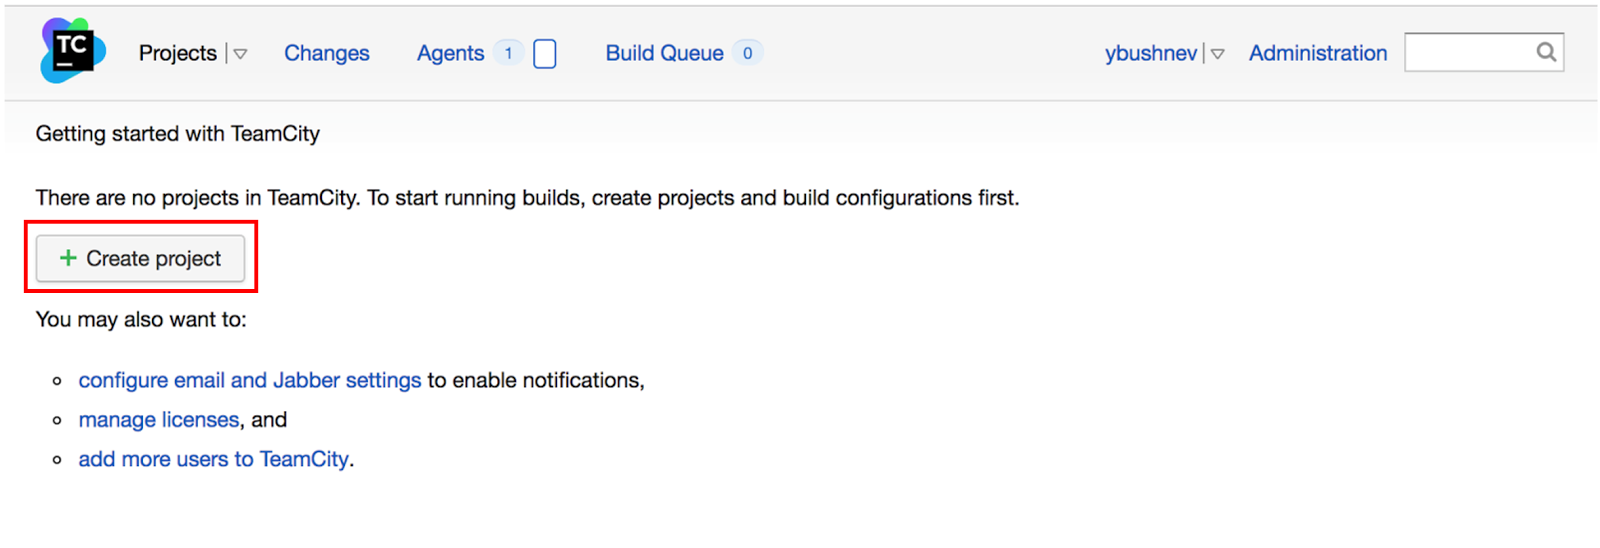 TC
Projects Changes Agents 1 Build Queue 0 ybushnev Administration
Getting started with TeamCity
There are no projects in TeamCity. To start running builds, create projects and build configurations first.
+ Create project
You may also want to:
configure email and Jabber settings to enable notifications,
manage licenses, and
add more users to TeamCity.